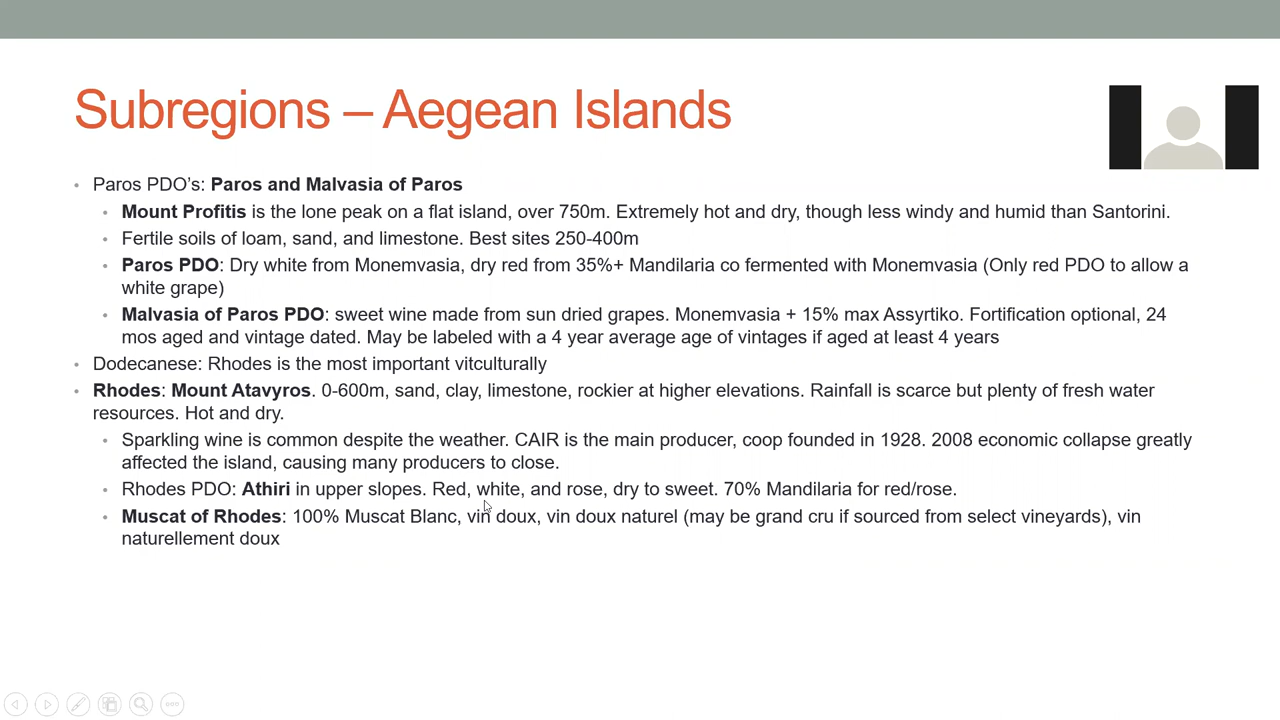 Subregions – Aegean Islands
• Paros PDO's: Paros and Malvasia of Paros
• Mount Profitis is the lone peak on a flat island, over 750m. Extremely hot and dry, though less windy and humid than Santorini.
• Fertile soils of loam, sand, and limestone. Best sites 250-400m
• Paros PDO: Dry white from Monemvasia, dry red from 35%+ Mandilaria co fermented with Monemvasia (Only red PDO to allow a
white grape)
• Malvasia of Paros PDO: sweet wine made from sun dried grapes. Monemvasia + 15% max Assyrtiko. Fortification optional, 24
mos aged and vintage dated. May be labeled with a 4 year average age of vintages if aged at least 4 years
• Dodecanese: Rhodes is the most important vitculturally
• Rhodes: Mount Atavyros. 0-600m, sand, clay, limestone, rockier at higher elevations. Rainfall is scarce but plenty of fresh water
resources. Hot and dry.
• Sparkling wine is common despite the weather. CAIR is the main producer, coop founded in 1928. 2008 economic collapse greatly
affected the island, causing many producers to close.
• Rhodes PDO: Athiri in upper slopes. Red, white, and rose, dry to sweet. 70% Mandilaria for red/rose.
• Muscat of Rhodes: 100% Muscat Blanc, vin doux, vin doux naturel (may be grand cru if sourced from select vineyards), vin
naturellement doux